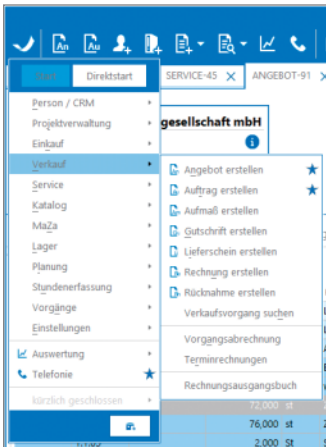 An Au
Start Direktstart SERVICE-45 X ANGEBOT-91 X
Person / CRM
Projektverwaltung
gesellschaft mbH
Einkauf
Verkauf
Service
Katalog
MaZa
Lager
Planung
Stundenerfassung
Vorgänge
Einstellungen
Auswertung
Telefonie
kürzlich geschlossen
Angebot erstellen
Auftrag erstellen
Aufmaß erstellen
Gutschrift erstellen
Lieferschein erstellen
Rechnung erstellen
Rücknahme erstellen
Verkaufsvorgang suchen
Vorgangsabrechnung
Terminrechnungen
Rechnungsausgangsbuch
72,000 st
76,000 st
2,000 St